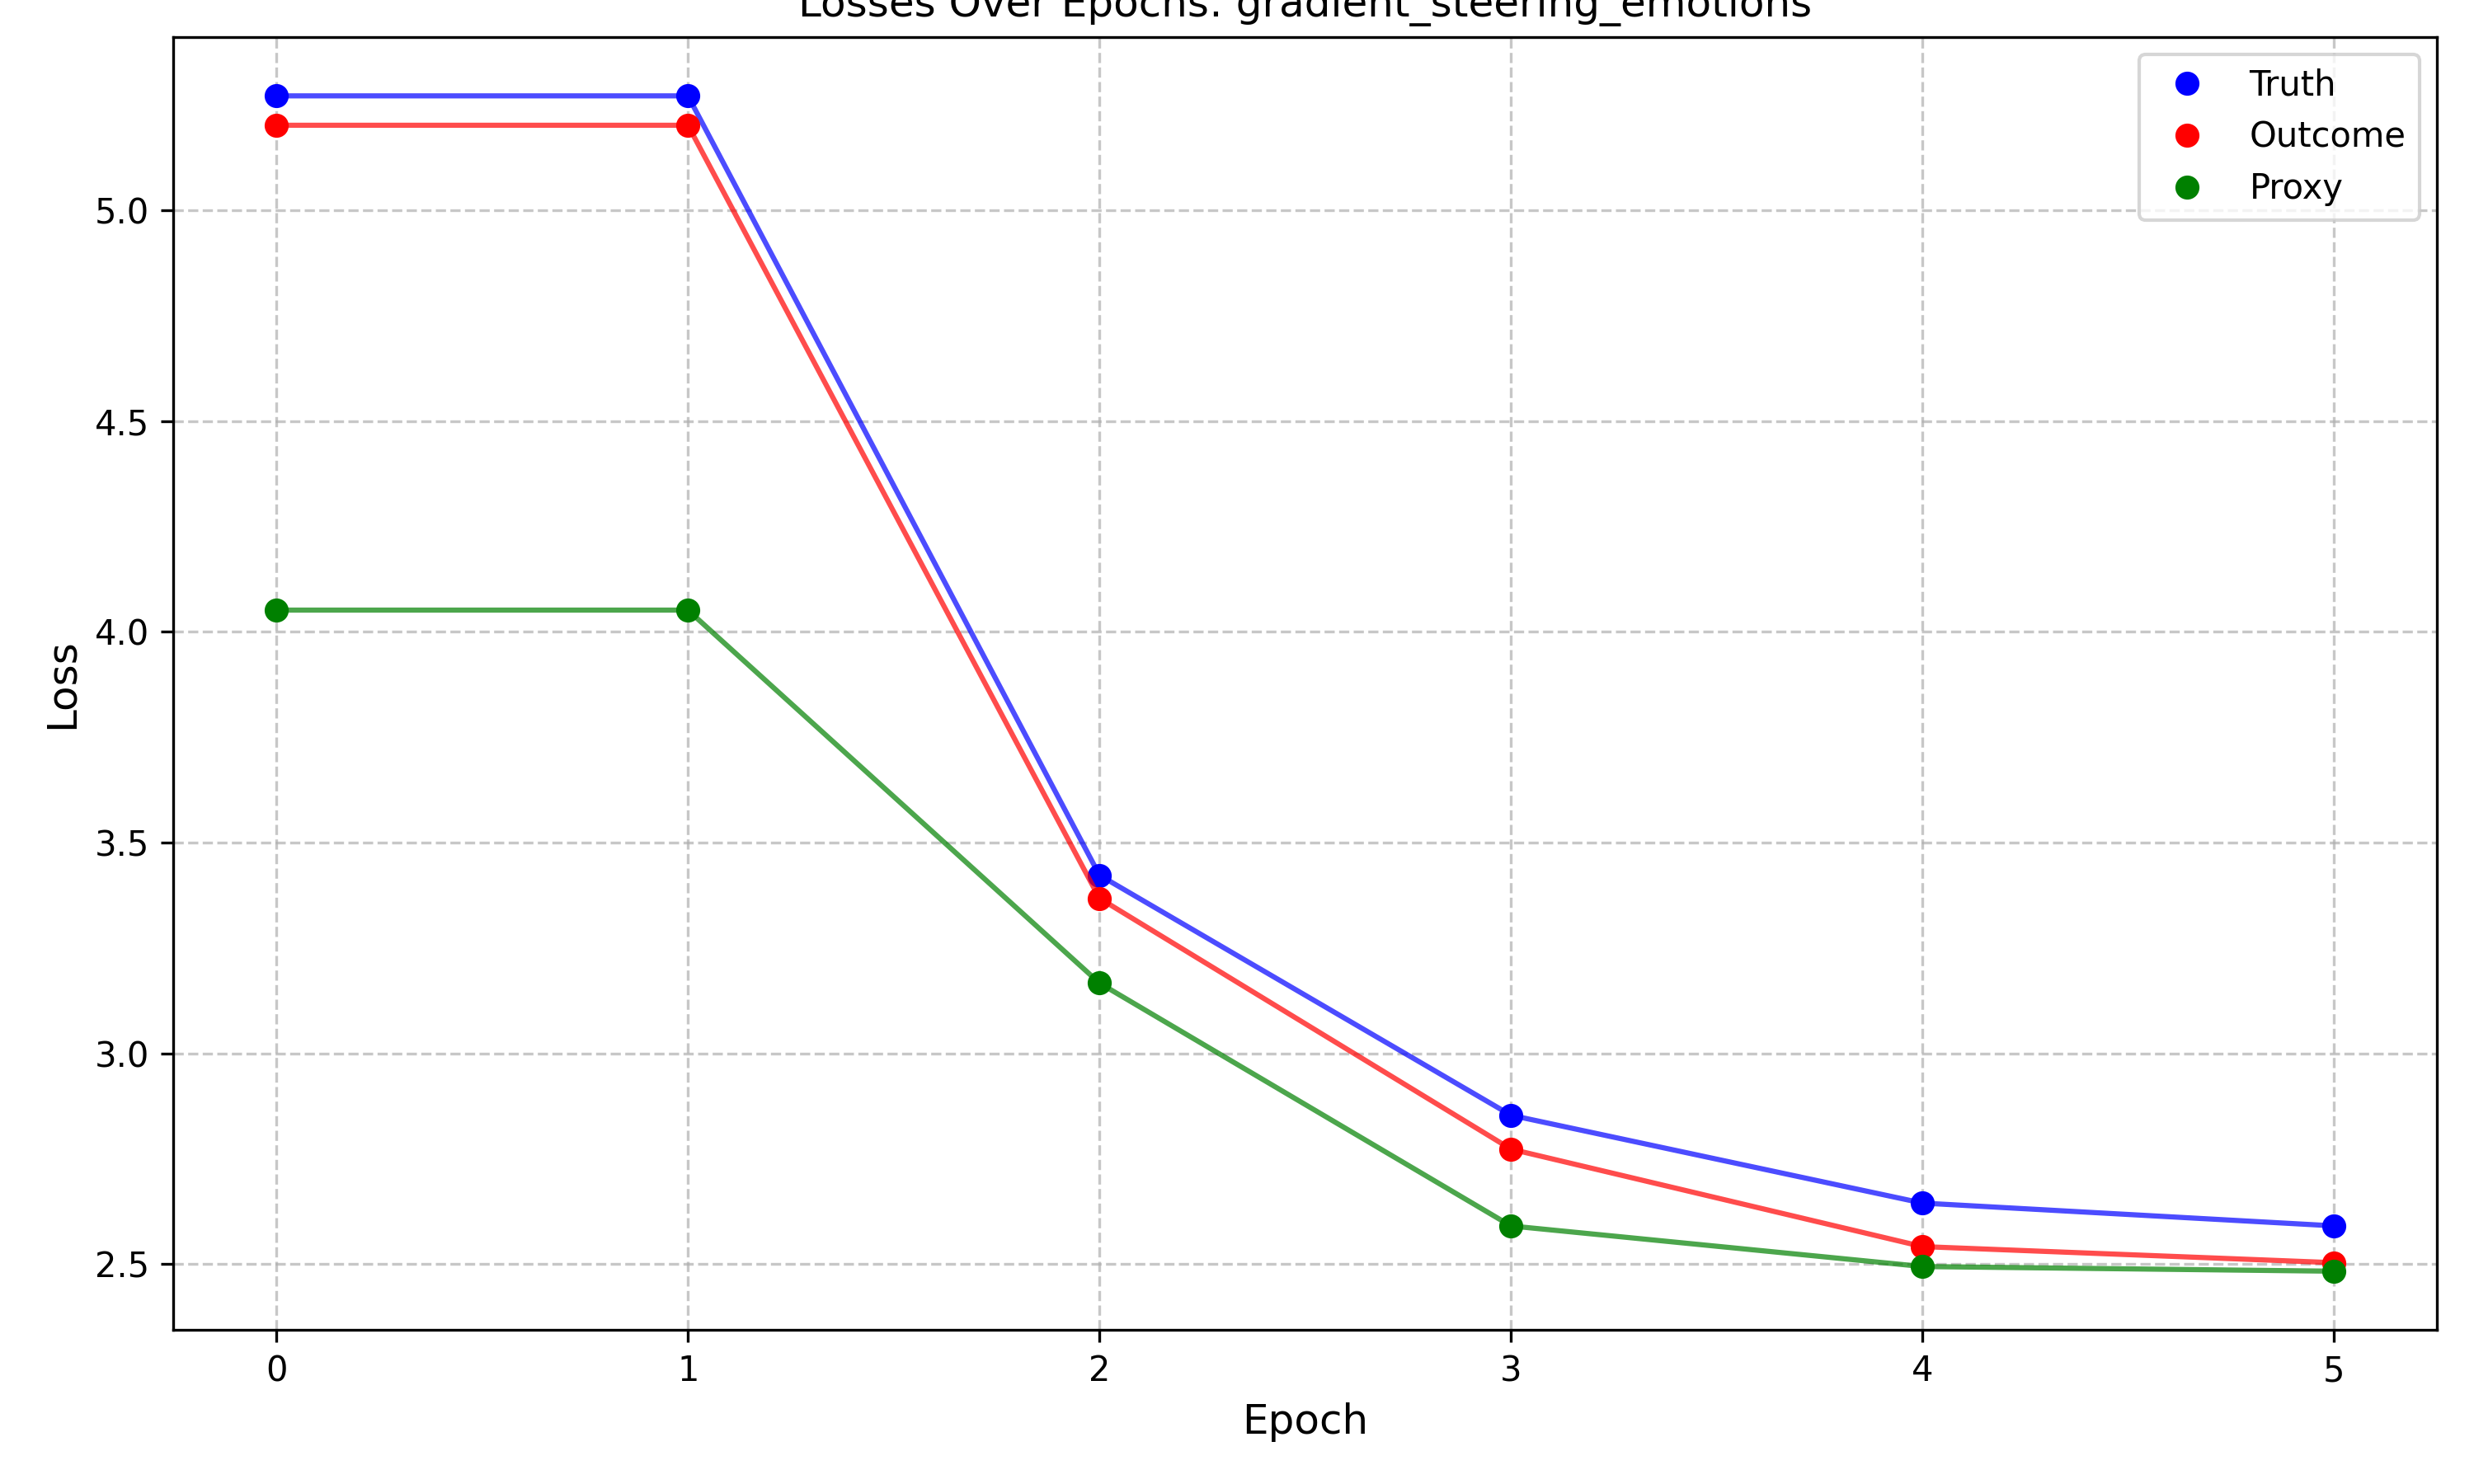 Losses Over Epochs: gradient_steering_emotions
Truth
Outcome
Proxy
5.0
4.5
4.0
3.5
3.0
2.5
Loss
0 1 2 3 4 5
Epoch